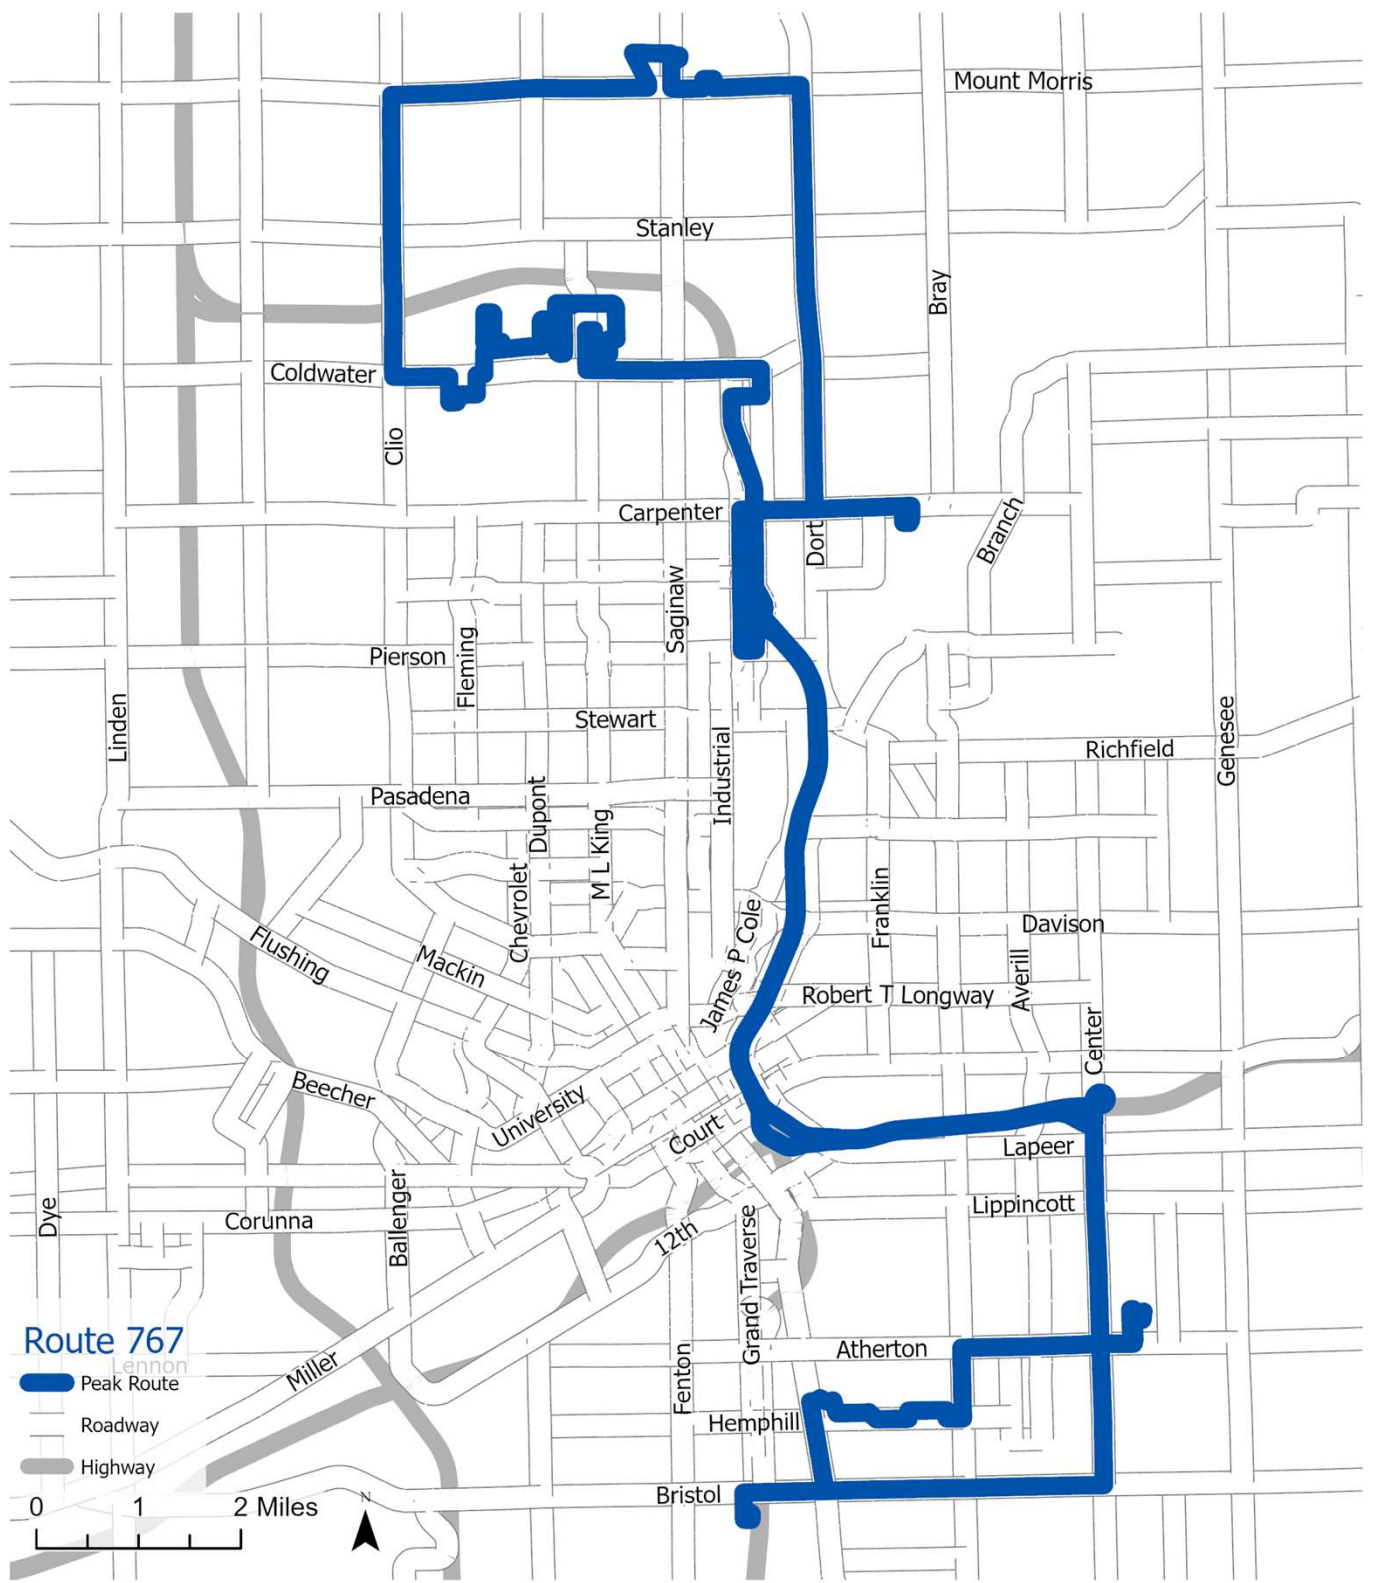 Mount Morris
Stanley
Bray
Coldwater
Clio
Carpenter
Dort
Branch
Saginaw
Pierson
Fleming
Linden
Stewart
Industrial
Genesee
Richfield
Pasadena
Dupont
M L King
Chevrolet
Franklin
James P Cole
Davison
Flushing
Mackin
Averill
Robert T Longway
Center
Beecher
University
Court
Lapeer
Ballenger
Dye
Corunna
Lippincott
12th
Grand Traverse
Route 767
Lennon
Peak Route
Miller
Atherton
Fenton
Roadway
Hemphill
Highway
Bristol
0 1 2 Miles
N